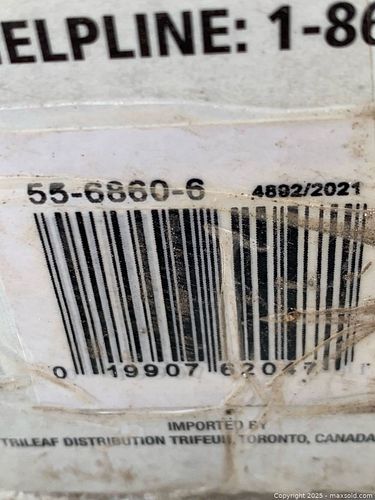 HELPLINE: 1-86
55-6860-6 4892/2021
0 19907 62047
IMPORTED BY
TRILEAF DISTRIBUTION TRIFEUIL TORONTO, CANADA
Copyright © 2025 - maxsold.com